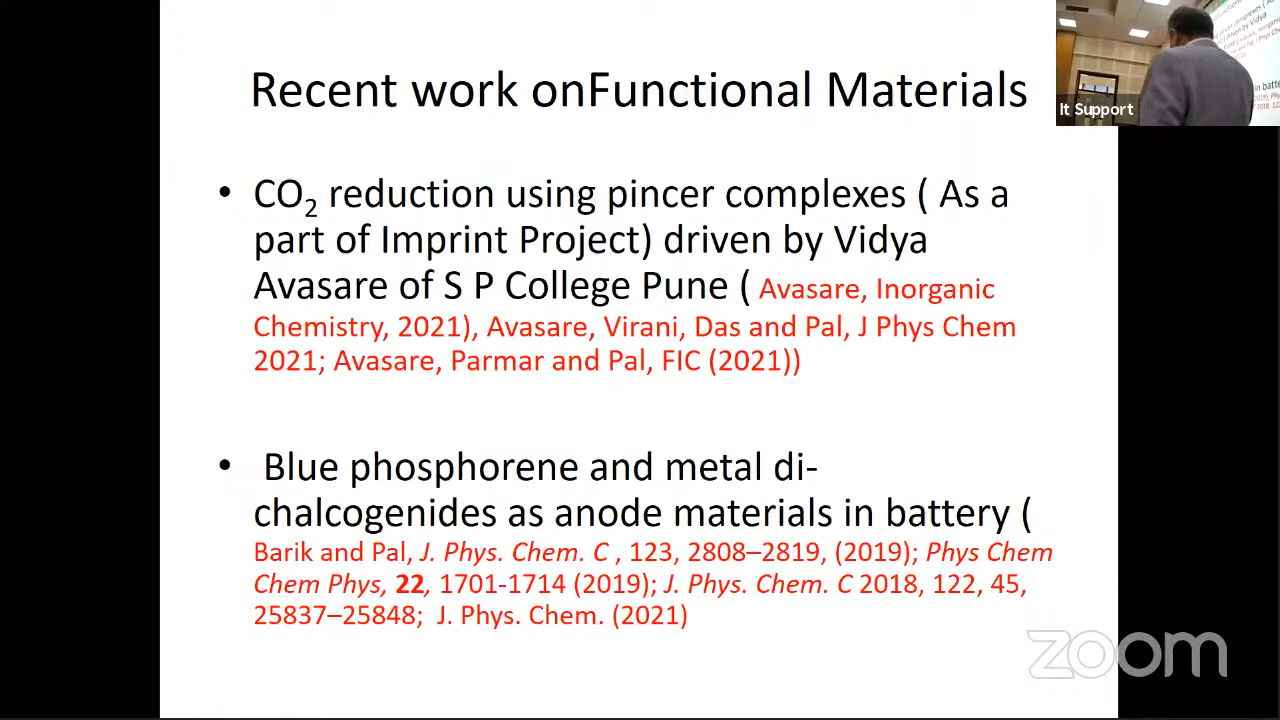 Recent work onFunctional Materials
• CO₂ reduction using pincer complexes ( As a
part of Imprint Project) driven by Vidya
Avasare of S P College Pune ( Avasare, Inorganic
Chemistry, 2021), Avasare, Virani, Das and Pal, J Phys Chem
2021; Avasare, Parmar and Pal, FIC (2021))
• Blue phosphorene and metal di-
chalcogenides as anode materials in battery (
Barik and Pal, J. Phys. Chem. C , 123, 2808–2819, (2019); Phys Chem
Chem Phys, 22, 1701-1714 (2019); J. Phys. Chem. C 2018, 122, 45,
25837–25848; J. Phys. Chem. (2021)
It Support
zoom